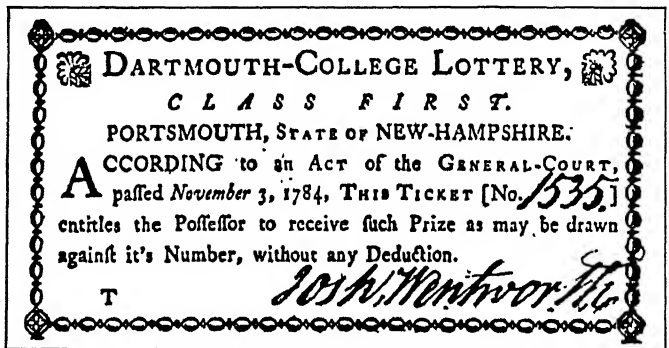 DARTMOUTH-COLLEGE LOTTERY,
CLASS FIRST.
PORTSMOUTH, STATE OF NEW-HAMPSHIRE.
ACCORDING to an ACT of the GENERAL-COURT,
paſſed November 3, 1784, THIS TICKET [No. 1535.]
entitles the Poſſeſſor to receive ſuch Prize as may be drawn
againſt it's Number, without any Deduction.
T Josh. Wentworth